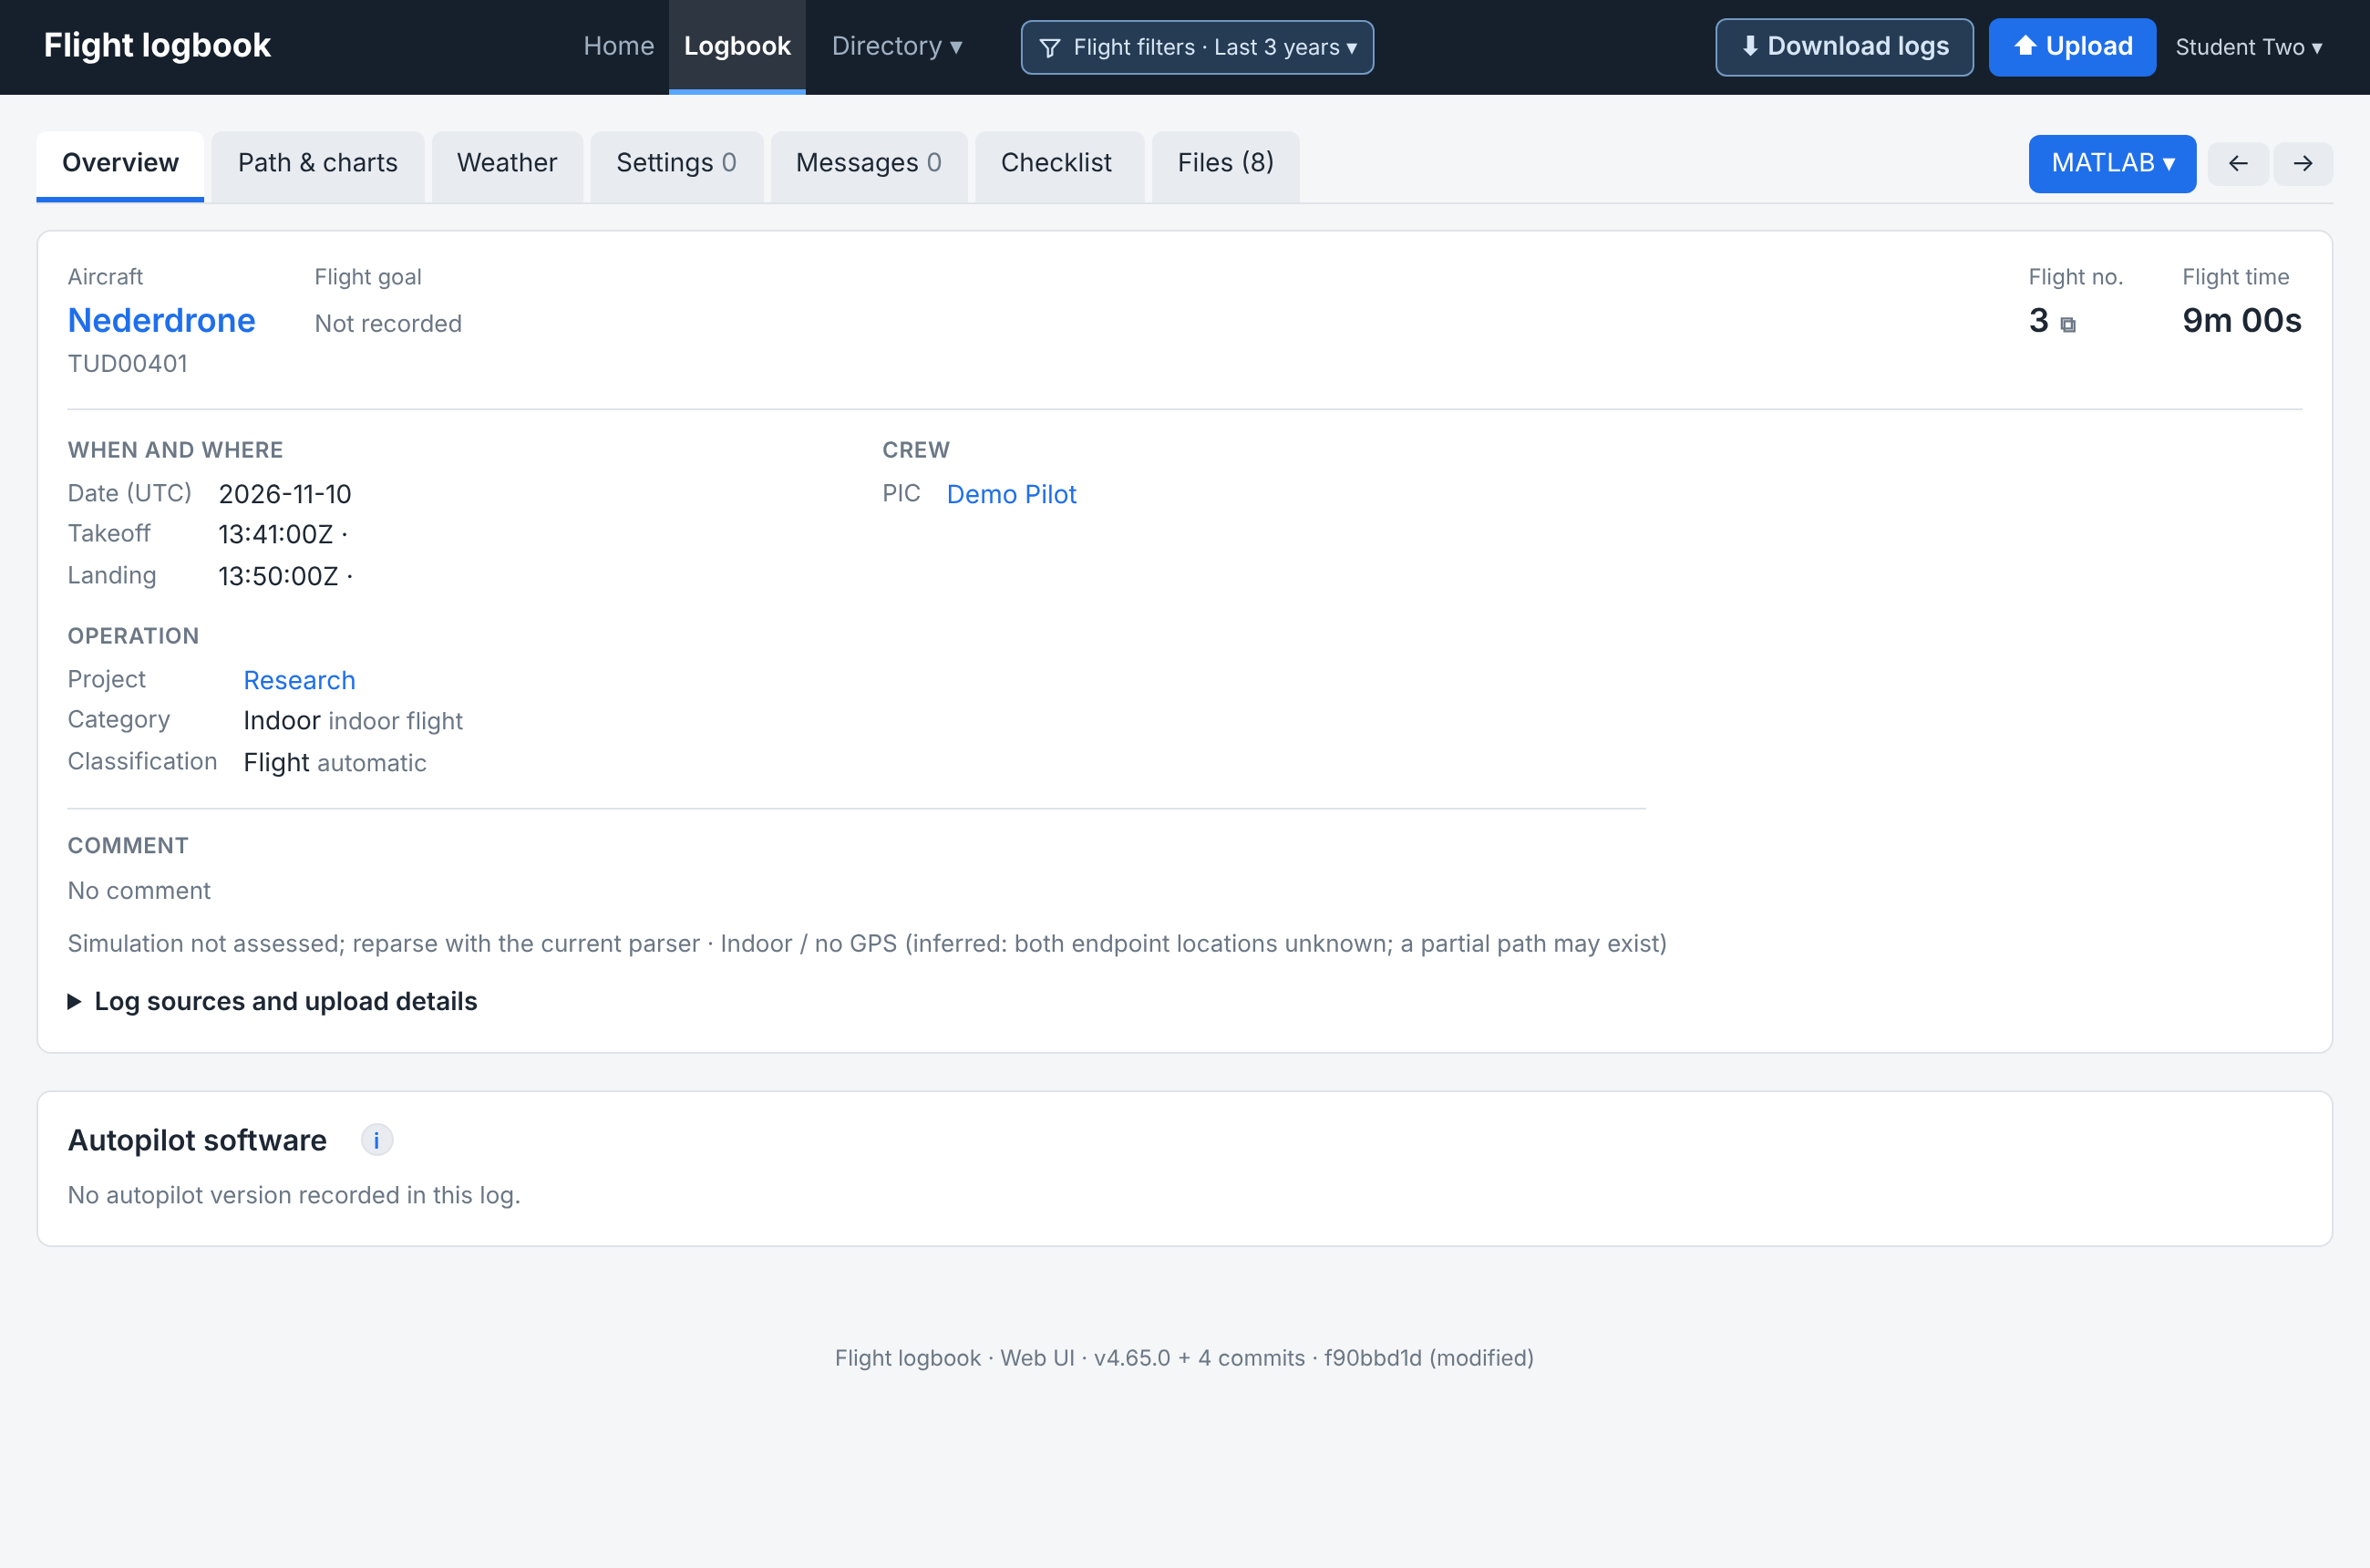 Flight logbook
Home
Logbook
Directory ▾
Flight filters · Last 3 years ▾
⬇ Download logs
⬆ Upload
Student Two ▾
Overview
Path & charts
Weather
Settings 0
Messages 0
Checklist
Files (8)
MATLAB ▾
←
→
Aircraft
Nederdrone
TUD00401
Flight goal
Not recorded
Flight no.
3
Flight time
9m 00s
WHEN AND WHERE
Date (UTC) 2026-11-10
Takeoff 13:41:00Z ·
Landing 13:50:00Z ·
CREW
PIC Demo Pilot
OPERATION
Project Research
Category Indoor indoor flight
Classification Flight automatic
COMMENT
No comment
Simulation not assessed; reparse with the current parser · Indoor / no GPS (inferred: both endpoint locations unknown; a partial path may exist)
▶ Log sources and upload details
Autopilot software i
No autopilot version recorded in this log.
Flight logbook · Web UI · v4.65.0 + 4 commits · f90bbd1d (modified)